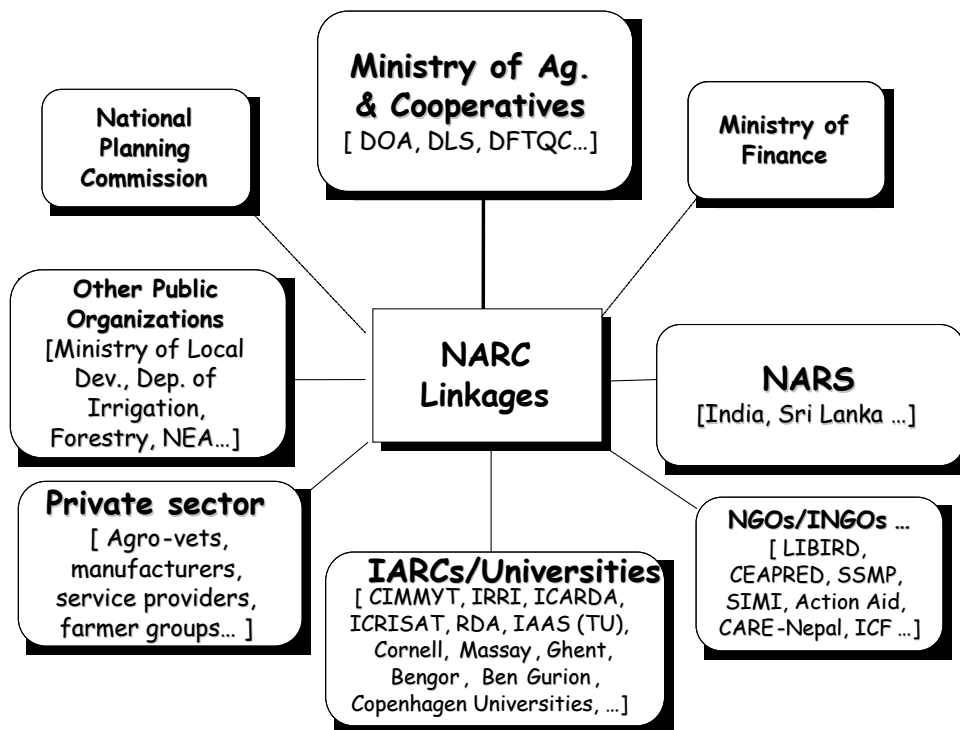 Ministry of Ag.
& Cooperatives
[ DOA, DLS, DFTQC…]
National
Planning
Commission
Ministry of
Finance
Other Public
Organizations
[Ministry of Local
Dev., Dep. of
Irrigation,
Forestry, NEA…]
NARC
Linkages
NARS
[India, Sri Lanka …]
Private sector
[ Agro-vets,
manufacturers,
service providers,
farmer groups… ]
IARCs/Universities
[ CIMMYT, IRRI, ICARDA,
ICRISAT, RDA, IAAS (TU),
Cornell, Massay, Ghent,
Bengor, Ben Gurion,
Copenhagen Universities, …]
NGOs/INGOs …
[ LIBIRD,
CEAPRED, SSMP,
SIMI, Action Aid,
CARE-Nepal, ICF …]